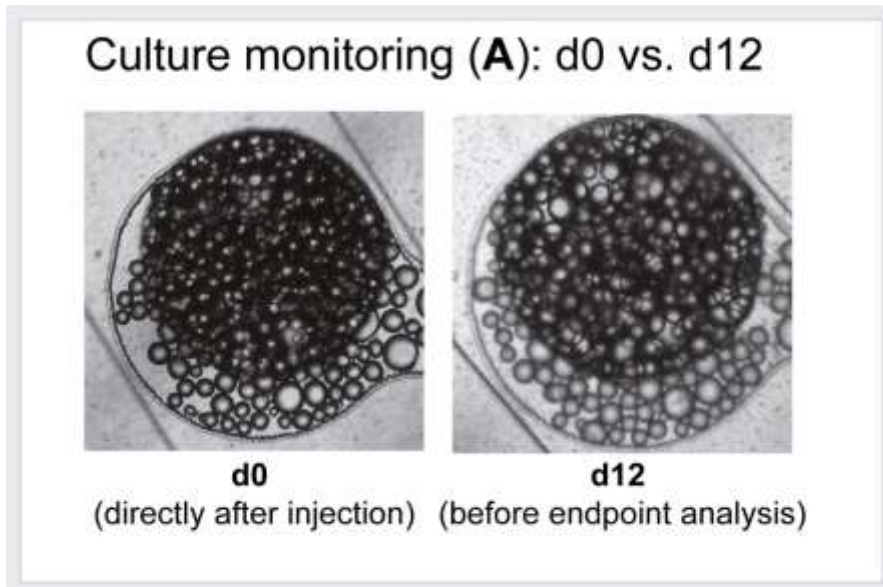 Culture monitoring (A): d0 vs. d12
d0
(directly after injection)
d12
(before endpoint analysis)